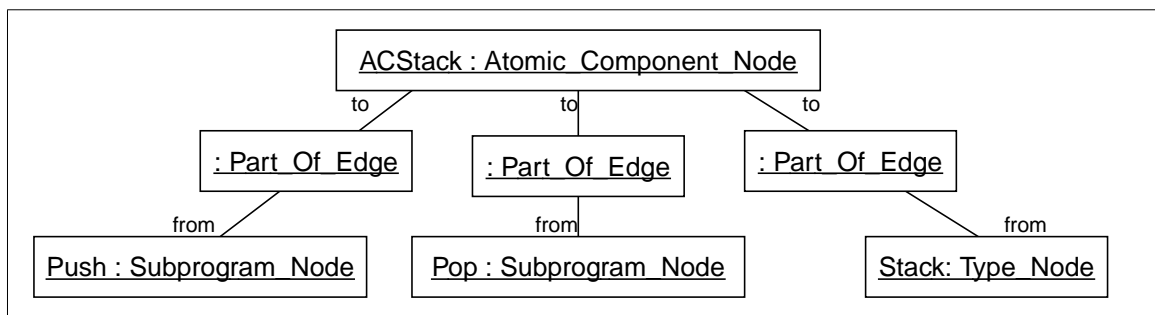 ACStack : Atomic_Component_Node
to
to
to
: Part_Of_Edge
: Part_Of_Edge
: Part_Of_Edge
from
from
from
Push : Subprogram_Node
Pop : Subprogram_Node
Stack: Type_Node